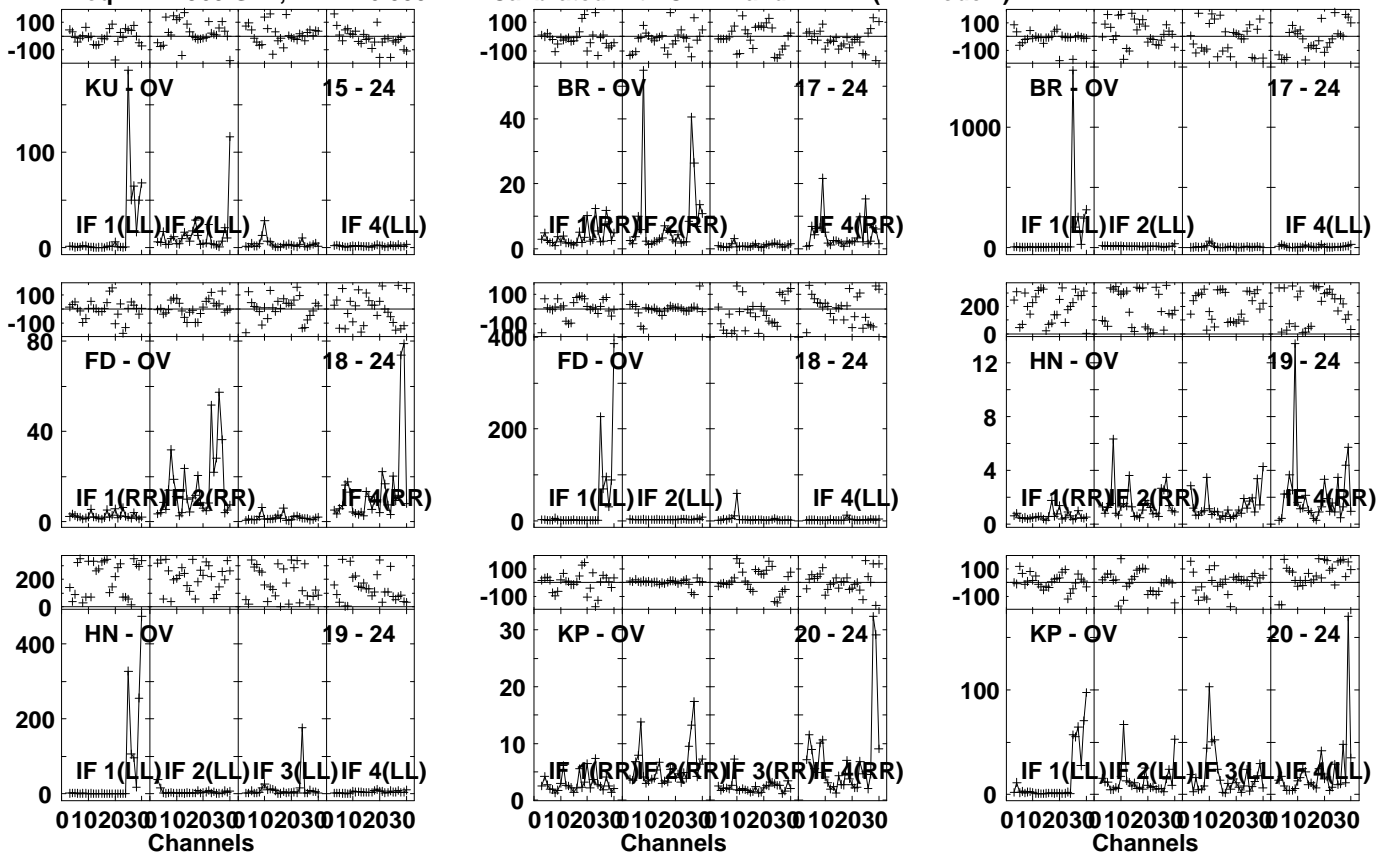 100
-100
KU - OV 15 - 24
100
0
IF 1(LL) IF 2(LL) IF 4(LL)
100
-100
BR - OV 17 - 24
40
20
0
IF 1(RR) IF 2(RR) IF 4(RR)
100
-100
BR - OV 17 - 24
1000
0
IF 1(LL) IF 2(LL) IF 4(LL)
100
-100
80
FD - OV 18 - 24
40
0
IF 1(RR) IF 2(RR) IF 4(RR)
100
-100
400
FD - OV 18 - 24
200
0
IF 1(LL) IF 2(LL) IF 4(LL)
200
0
12
HN - OV 19 - 24
8
4
0
IF 1(RR) IF 2(RR) IF 4(RR)
200
0
HN - OV 19 - 24
400
200
0
IF 1(LL) IF 2(LL) IF 3(LL) IF 4(LL)
0102030 0102030 0102030 0102030
Channels
100
-100
30
KP - OV 20 - 24
20
10
0
IF 1(RR) IF 2(RR) IF 3(RR) IF 4(RR)
100
-100
KP - OV 20 - 24
100
0
IF 1(LL) IF 2(LL) IF 3(LL) IF 4(LL)
0102030 0102030 0102030 0102030
Channels